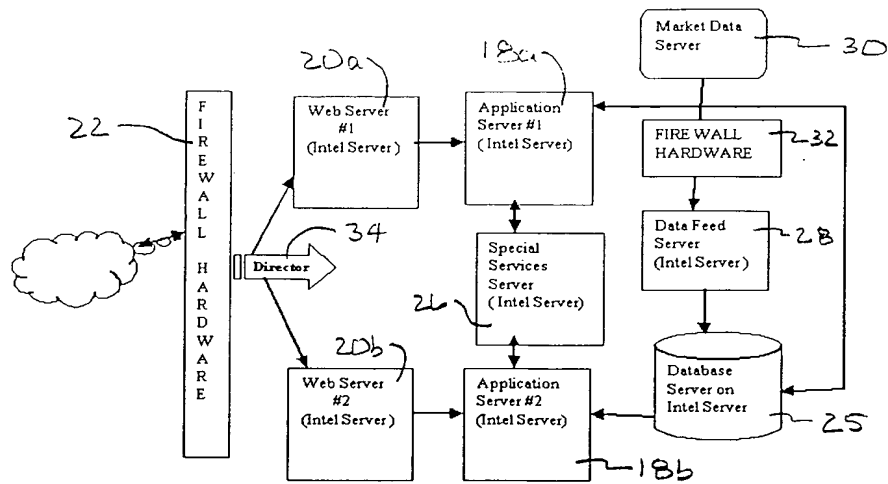 22
FIREWALL HARDWARE
20a
Web Server
#1
(Intel Server)
18a
Application
Server #1
( Intel Server)
Market Data
Server
30
FIRE WALL
HARDWARE
32
34
Director
Special
Services
Server
( Intel Server)
26
Data Feed
Server
(Intel Server)
28
20b
Web Server
#2
(Intel Server)
Application
Server #2
(Intel Server)
18b
Database
Server on
Intel Server
25